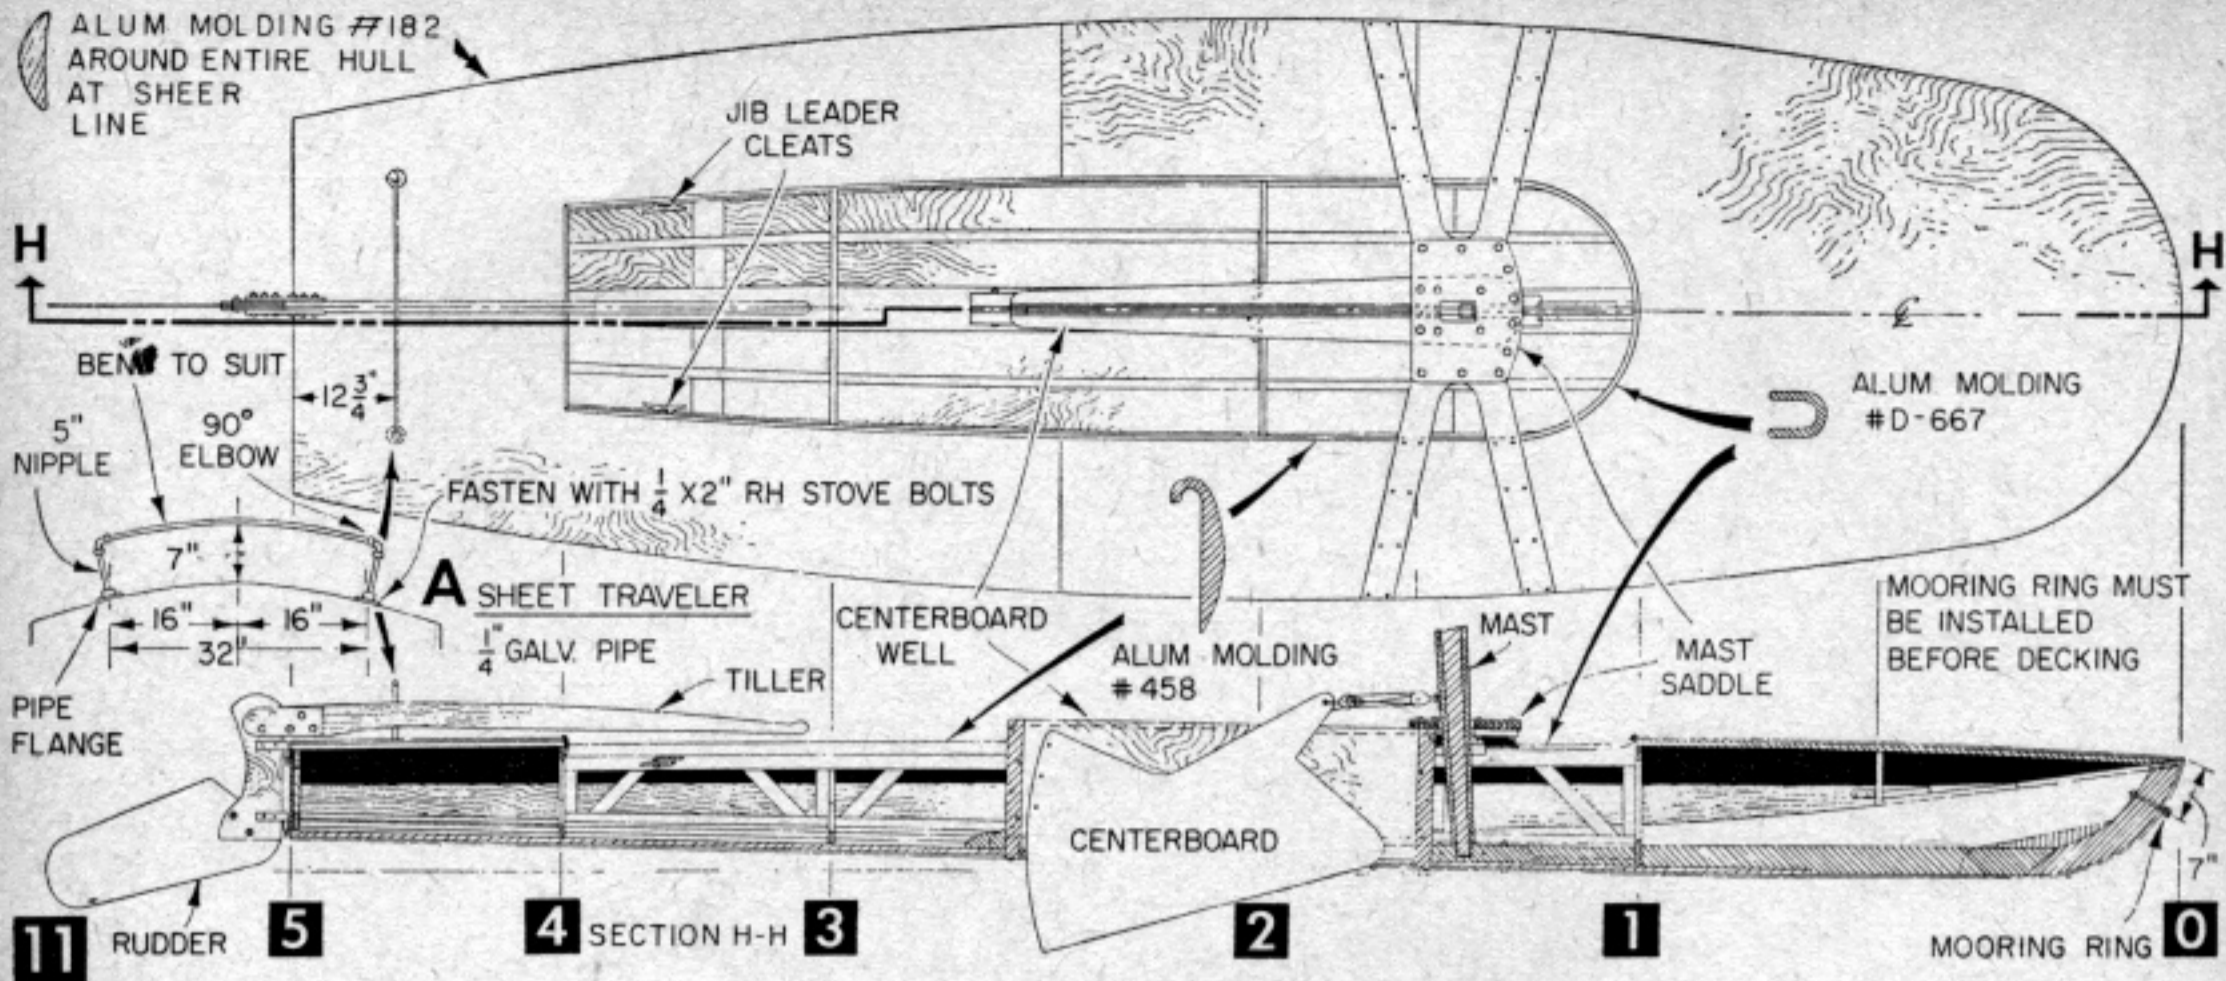 ALUM MOLDING #182
AROUND ENTIRE HULL
AT SHEER
LINE
JIB LEADER
CLEATS
H
H
℄
TO SUIT
12 3/4"
5"
NIPPLE
90°
ELBOW
ALUM MOLDING
#D-667
FASTEN WITH 1/4 X2" RH STOVE BOLTS
7"
A SHEET TRAVELER
1/4" GALV. PIPE
16" 16"
32"
CENTERBOARD
WELL
ALUM MOLDING
#458
MAST
MAST
SADDLE
MOORING RING MUST
BE INSTALLED
BEFORE DECKING
PIPE
FLANGE
TILLER
CENTERBOARD
7"
11 RUDDER 5 4 SECTION H-H 3 2 1 MOORING RING 0